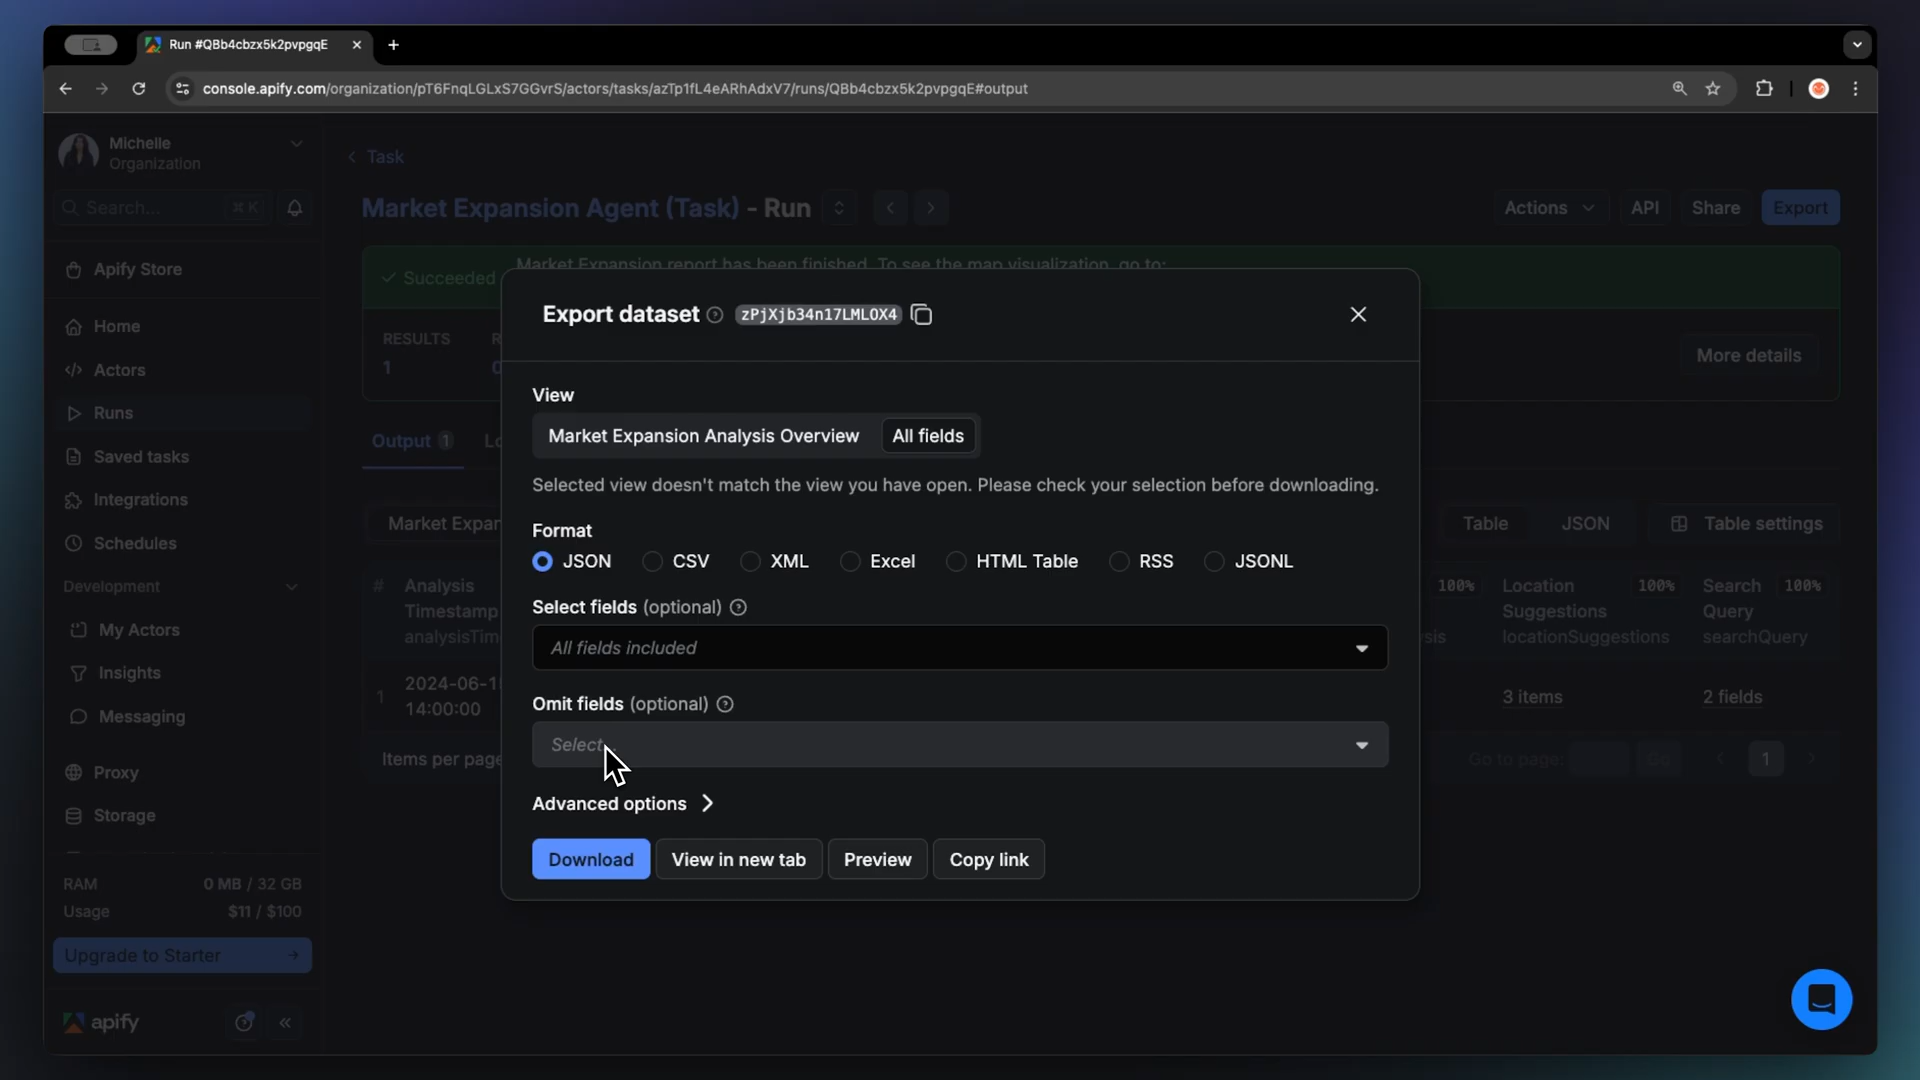 Run #QBb4cbzx5k2pvpgqE
console.apify.com/organization/pT6FnqLGLxS7GGvrS/actors/tasks/azTp1fL4eARhAdxV7/runs/QBb4cbzx5k2pvpgqE#output
Michelle
Organization
Search... ⌘ K
Apify Store
Home
Actors
Runs
Saved tasks
Integrations
Schedules
Development
My Actors
Insights
Messaging
Proxy
Storage
RAM 0 MB / 32 GB
Usage $11 / $100
Upgrade to Starter
apify
Task
Market Expansion Agent (Task) - Run
Actions API Share Export
Succeeded Market Expansion report has been finished. To see the map visualization, go to:
RESULTS
1
More details
Output 1
Market Expan
Table JSON Table settings
# Analysis
Timestamp
analysisTim
100% Location 100% Search 100%
Suggestions Query
sis locationSuggestions searchQuery
1 2024-06-1
14:00:00
3 items 2 fields
Items per page
Go to page: Go 1
Export dataset zPjXjb34n17LMLOX4
View
Market Expansion Analysis Overview All fields
Selected view doesn't match the view you have open. Please check your selection before downloading.
Format
JSON CSV XML Excel HTML Table RSS JSONL
Select fields (optional)
All fields included
Omit fields (optional)
Select...
Advanced options
Download View in new tab Preview Copy link